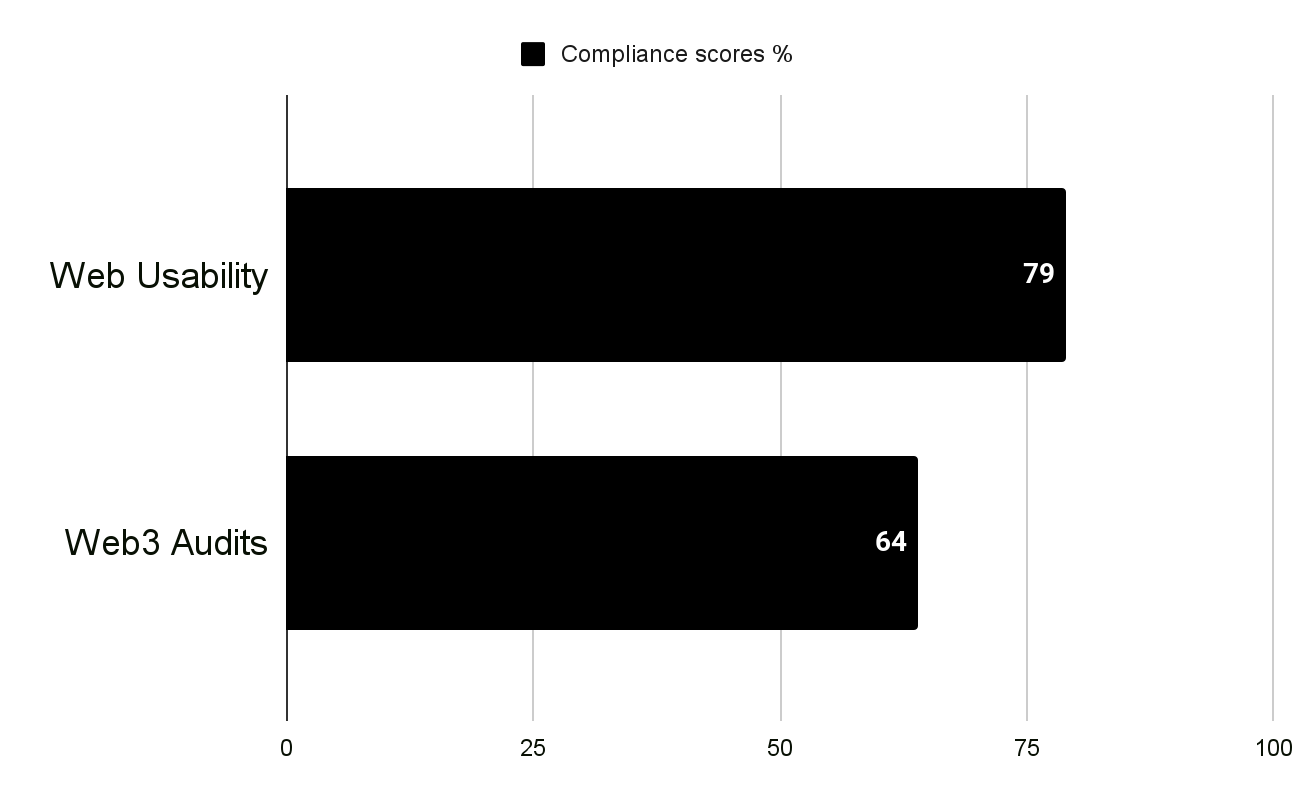 Compliance scores %
Web Usability
79
Web3 Audits
64
0 25 50 75 100